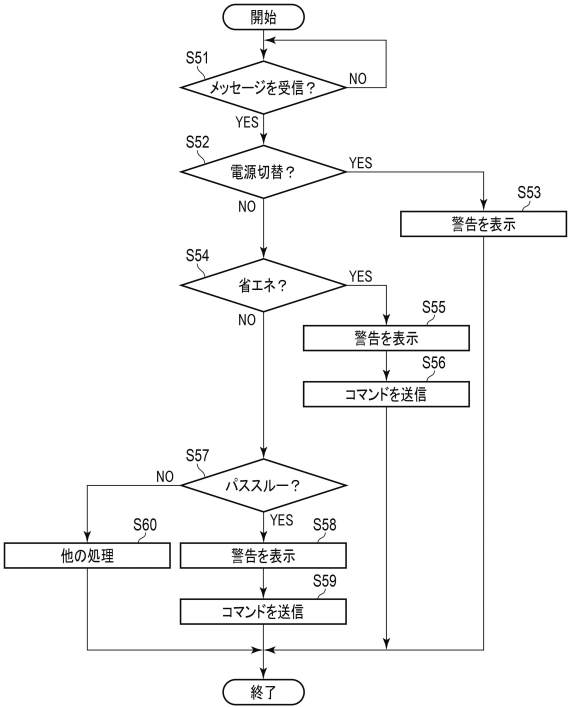 開始
S51
メッセージを受信？
NO
YES
S52
電源切替？
YES
NO
S53
警告を表示
S54
省エネ？
YES
NO
S55
警告を表示
S56
コマンドを送信
S57
パススルー？
NO
YES
S60
他の処理
S58
警告を表示
S59
コマンドを送信
終了